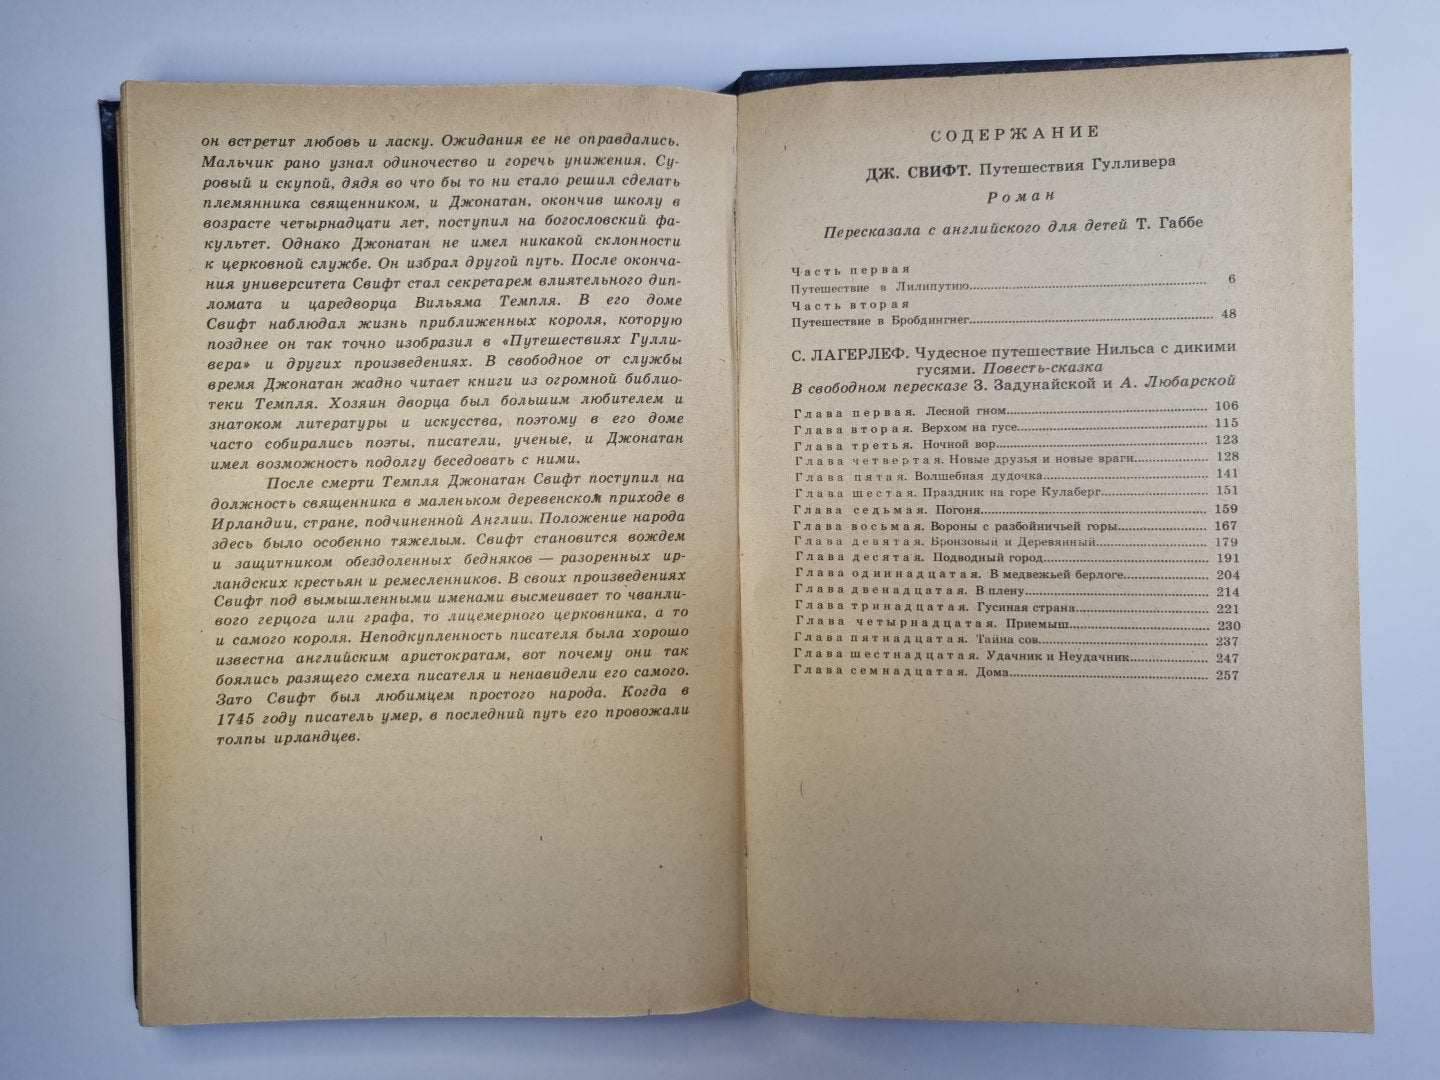 он встретит любовь и ласку. Ожидания ее не оправдались.
Мальчик рано узнал одиночество и горечь унижения. Су-
ровый и скупой, дядя во что бы то ни стало решил сделать
племянника священником, и Джонатан, окончив школу в
возрасте четырнадцати лет, поступил на богословский фа-
культет. Однако Джонатан не имел никакой склонности
к церковной службе. Он избрал другой путь. После оконча-
ния университета Свифт стал секретарем влиятельного дип-
ломата и царедворца Вильяма Темпля. В его доме
Свифт наблюдал жизнь приближенных короля, которую
позднее он так точно изобразил в «Путешествиях Гулли-
вера» и других произведениях. В свободное от службы
время Джонатан жадно читает книги из огромной библио-
теки Темпля. Хозяин дворца был большим любителем и
знатоком литературы и искусства, поэтому в его доме
часто собирались поэты, писатели, ученые, и Джонатан
имел возможность подолгу беседовать с ними.
После смерти Темпля Джонатан Свифт поступил на
должность священника в маленьком деревенском приходе в
Ирландии, стране, подчиненной Англии. Положение народа
здесь было особенно тяжелым. Свифт становится вождем
и защитником обездоленных бедняков — разоренных ир-
ландских крестьян и ремесленников. В своих произведениях
Свифт под вымышленными именами высмеивает то чванли-
вого герцога или графа, то лицемерного церковника, а то
и самого короля. Неподкупленность писателя была хорошо
известна английским аристократам, вот почему они так
боялись разящего смеха писателя и ненавидели его самого.
Зато Свифт был любимцем простого народа. Когда в
1745 году писатель умер, в последний путь его провожали
толпы ирландцев.
СОДЕРЖАНИЕ
ДЖ. СВИФТ. Путешествия Гулливера
Роман
Пересказала с английского для детей Т. Габбе
Часть первая
Путешествие в Лилипутию 6
Часть вторая
Путешествие в Бробдингнег 48
С. ЛАГЕРЛЕФ. Чудесное путешествие Нильса с дикими
гусями. Повесть-сказка
В свободном пересказе З. Задунайской и А. Любарской
Глава первая. Лесной гном 106
Глава вторая. Верхом на гусе 115
Глава третья. Ночной вор 123
Глава четвертая. Новые друзья и новые враги 128
Глава пятая. Волшебная дудочка 141
Глава шестая. Праздник на горе Кулаберг 151
Глава седьмая. Погоня 159
Глава восьмая. Вороны с разбойничьей горы 167
Глава девятая. Бронзовый и Деревянный 179
Глава десятая. Подводный город 191
Глава одиннадцатая. В медвежьей берлоге 204
Глава двенадцатая. В плену 214
Глава тринадцатая. Гусиная страна 221
Глава четырнадцатая. Приемыш 230
Глава пятнадцатая. Тайна сов 237
Глава шестнадцатая. Удачник и Неудачник 247
Глава семнадцатая. Дома 257